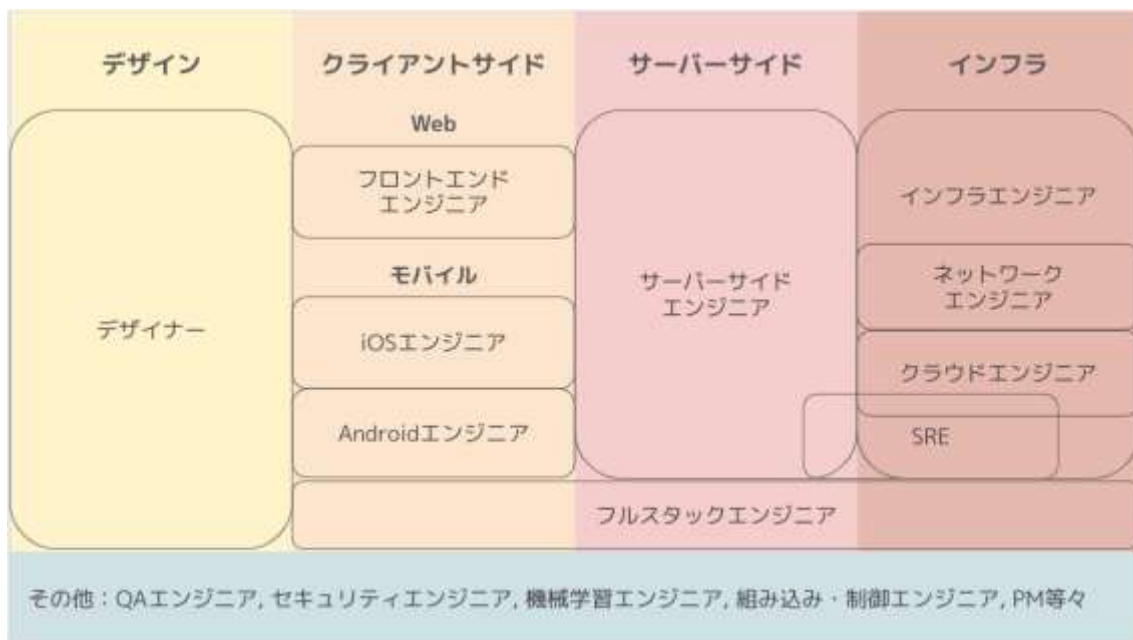 デザイン
クライアントサイド
サーバーサイド
インフラ
デザイナー
Web
フロントエンド
エンジニア
モバイル
iOSエンジニア
Androidエンジニア
サーバーサイド
エンジニア
インフラエンジニア
ネットワーク
エンジニア
クラウドエンジニア
SRE
フルスタックエンジニア
その他：QAエンジニア, セキュリティエンジニア, 機械学習エンジニア, 組み込み・制御エンジニア, PM等々